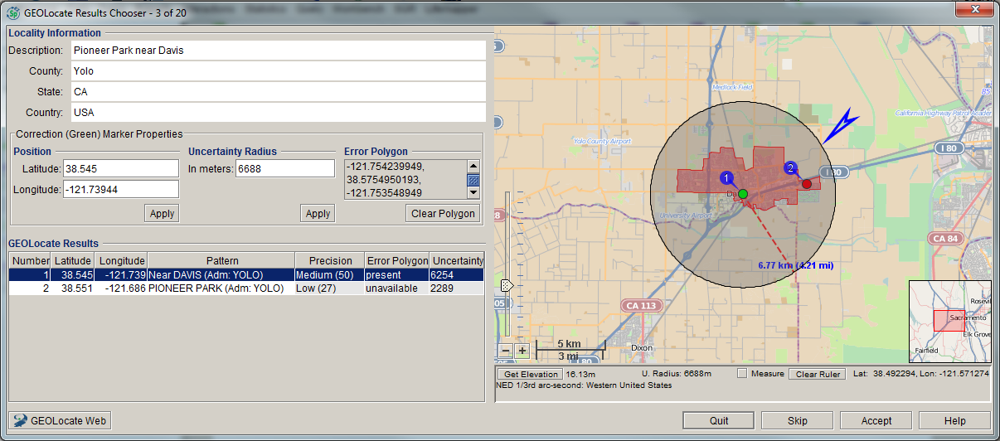 GEOLocate Results Chooser - 3 of 20
Locality Information
Description: Pioneer Park near Davis
County: Yolo
State: CA
Country: USA
Correction (Green) Marker Properties
Position
Latitude: 38.545
Longitude: -121.73944
Apply
Uncertainty Radius
In meters: 6688
Apply
Error Polygon
-121.754239949,
38.5754950193,
-121.753548949
Clear Polygon
GEOLocate Results
Number Latitude Longitude Pattern Precision Error Polygon Uncertainty
1 38.545 -121.739 Near DAVIS (Adm: YOLO) Medium (50) present 6254
2 38.551 -121.686 PIONEER PARK (Adm: YOLO) Low (27) unavailable 2289
GEOLocate Web
Medlock Field
Yolo County Airport
California Highway Patrol Academ
I 80
1
2
I 80
Da
University Airport
CA 84
6.77 km (4.21 mi)
CA 113
Dixon
I 80
5 km
3 mi
Rosevil
Sacramento
Elk Grove
Fairfield
Get Elevation 16.13m U. Radius: 6688m Measure Clear Ruler Lat: 38.492294, Lon: -121.571274
NED 1/3rd arc-second: Western United States
Quit Skip Accept Help